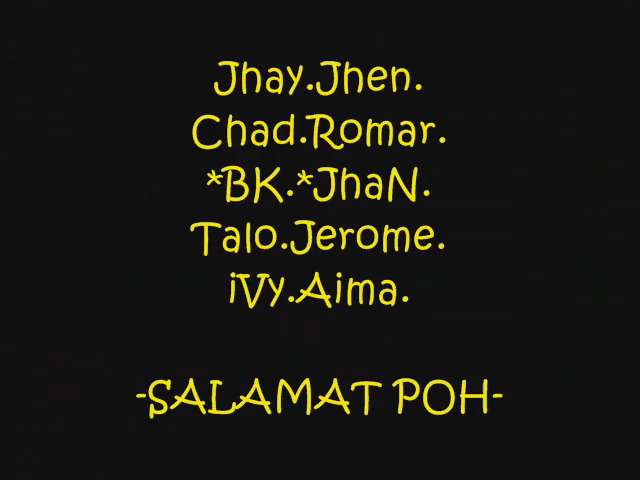 Jhay.Jhen.
Chad.Romar.
*BK.*JhaN.
Talo.Jerome.
iVy.Aima.
-SALAMAT POH-